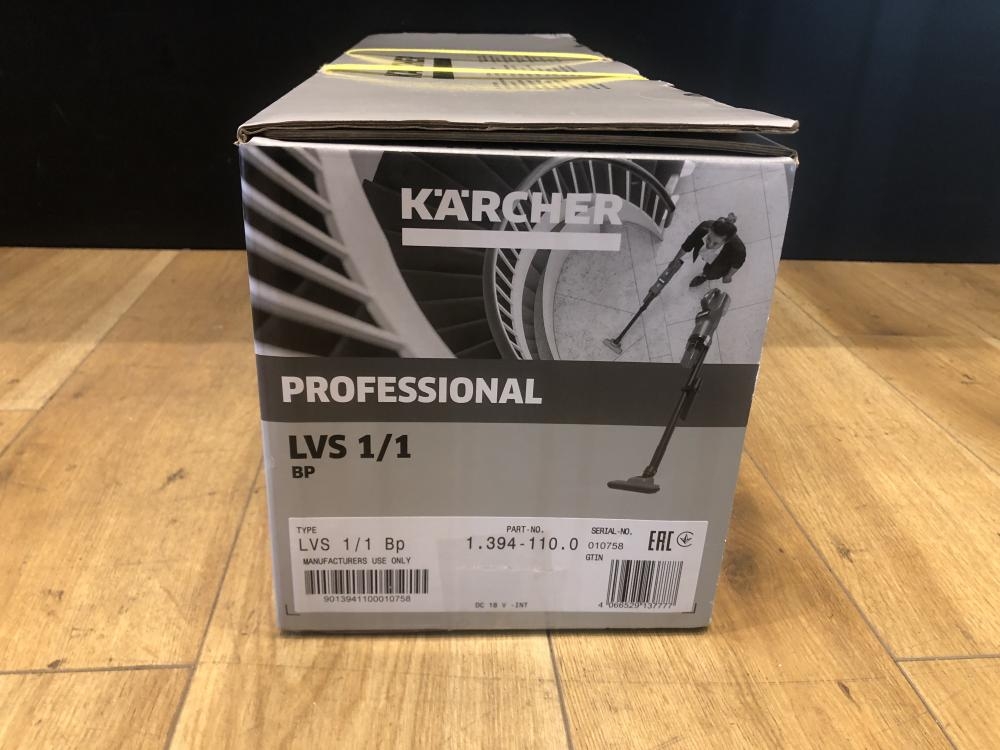 KÄRCHER
PROFESSIONAL
LVS 1/1
BP
TYPE
LVS 1/1 Bp
PART-NO.
1.394-110.0
SERIAL-NO.
010758
EAC
MANUFACTURERS USE ONLY
GTIN
9013941100010758
DC 18 V -INT
4 066529 137777